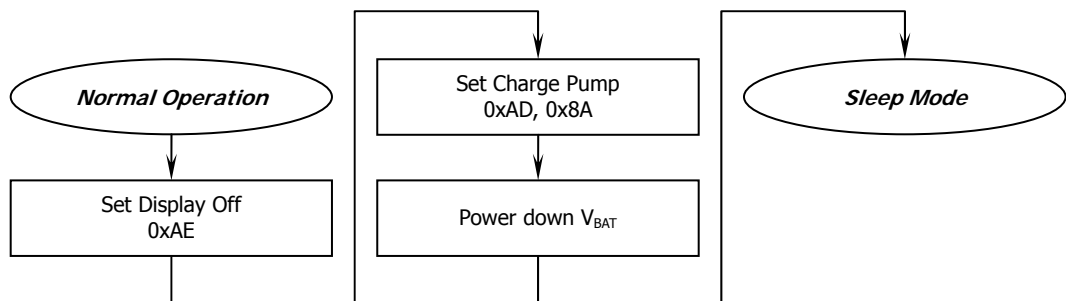 Normal Operation
Set Display Off
0xAE
Set Charge Pump
0xAD, 0x8A
Power down VBAT
Sleep Mode